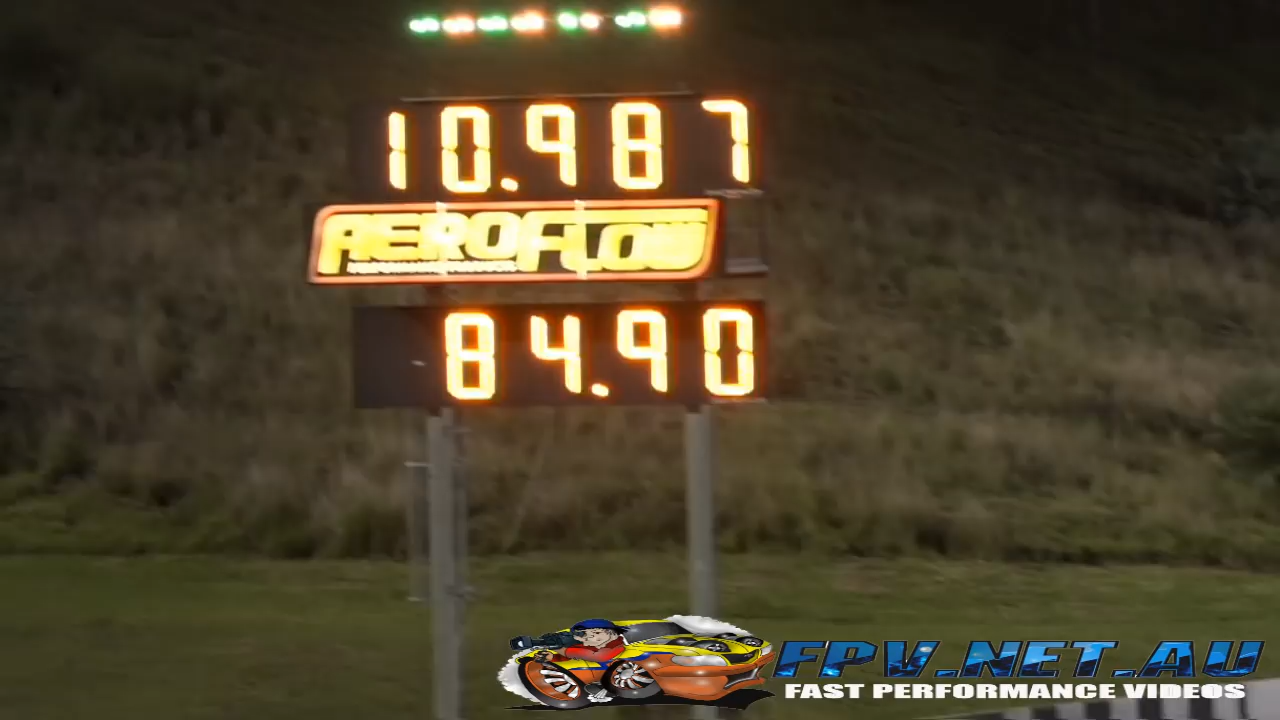 10.987
AEROFLOW
84.90
FPV.NET.AU
FAST PERFORMANCE VIDEOS